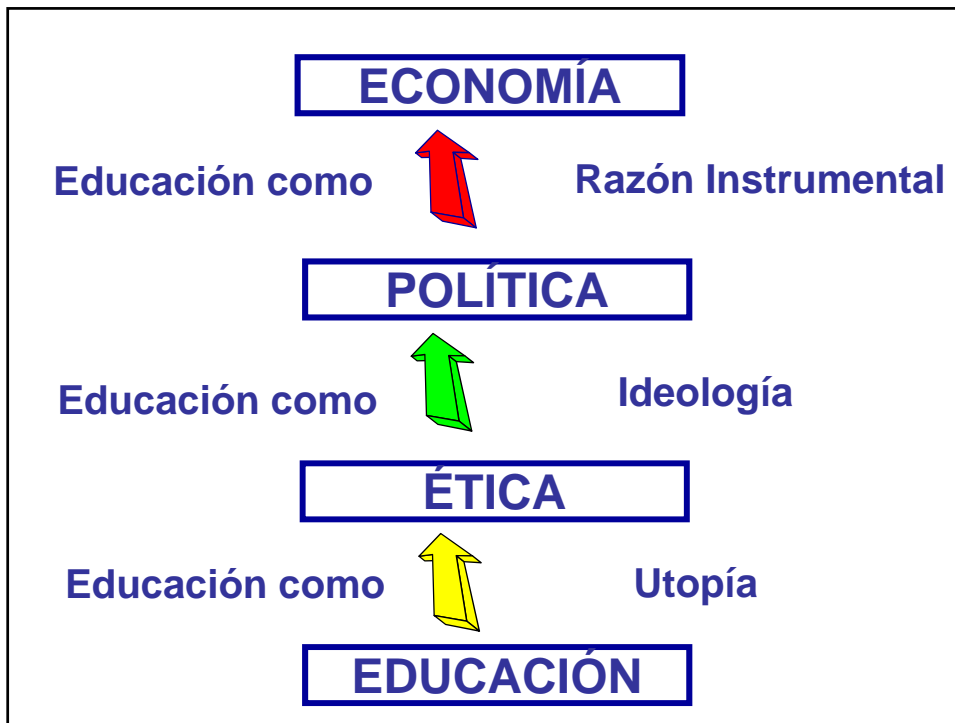 ECONOMÍA
Educación como
Razón Instrumental
POLÍTICA
Educación como
Ideología
ÉTICA
Educación como
Utopía
EDUCACIÓN